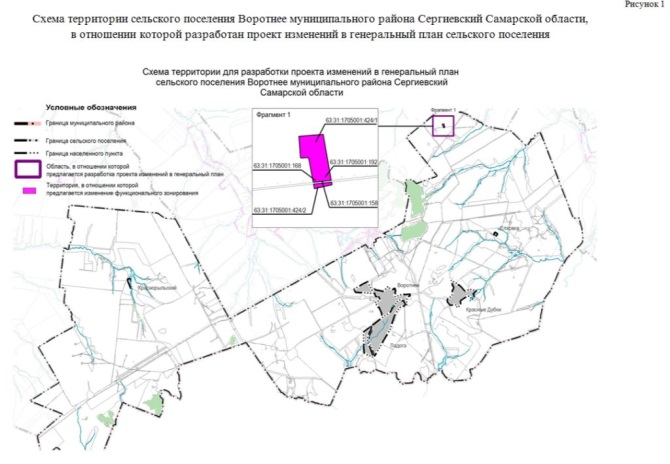 Рисунок 1
Схема территории сельского поселения Воротнее муниципального района Сергиевский Самарской области,
в отношении которой разработан проект изменений в генеральный план сельского поселения
Схема территории для разработки проекта изменений в генеральный план
сельского поселения Воротнее муниципального района Сергиевский
Самарской области
Условные обозначения
Граница муниципального района
Граница сельского поселения
Граница населенного пункта
Область, в отношении которой
предлагается разработка проекта изменений в генеральный план
Территория, в отношении которой
предлагается изменение функционального зонирования
Фрагмент 1
63:31:1705001:424/1
63:31:1705001:168
63:31:1705001:192
63:31:1705001:158
63:31:1705001:424/2
Фрагмент 1
Красные Дубки
Воротнее
Ладога